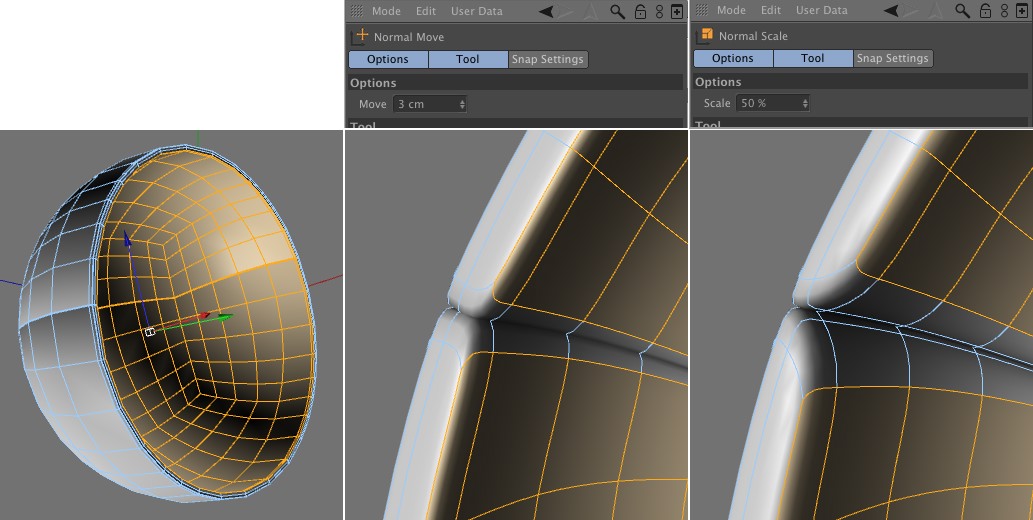 Mode Edit User Data
Normal Move
Options Tool Snap Settings
Options
Move 3 cm
Tool
Mode Edit User Data
Normal Scale
Options Tool Snap Settings
Options
Scale 50 %
Tool